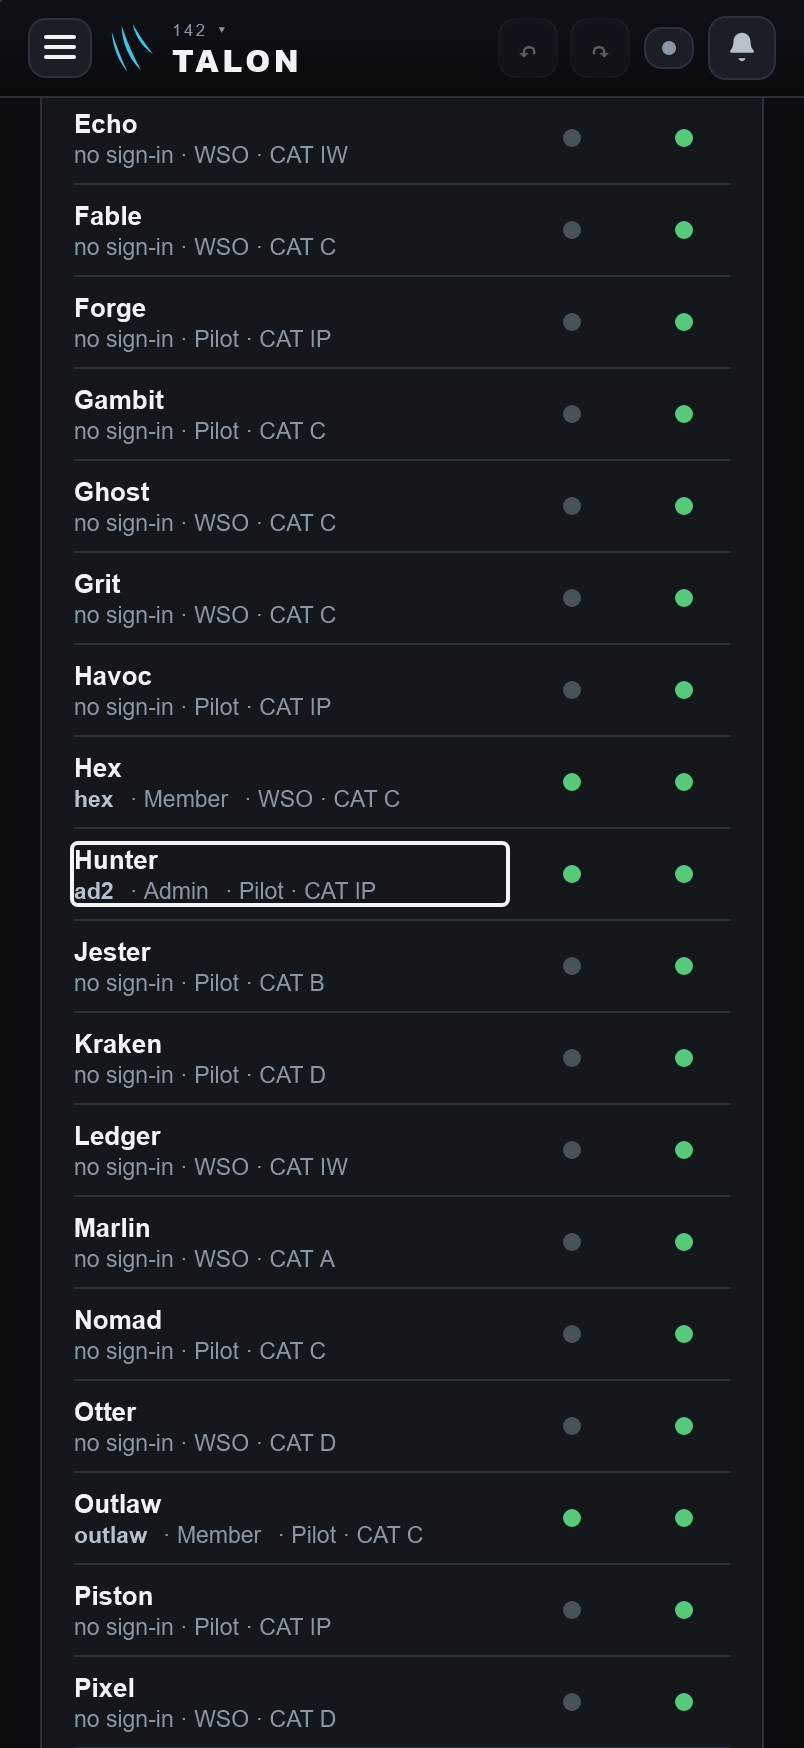 142 ▾
TALON
Echo
no sign-in · WSO · CAT IW
Fable
no sign-in · WSO · CAT C
Forge
no sign-in · Pilot · CAT IP
Gambit
no sign-in · Pilot · CAT C
Ghost
no sign-in · WSO · CAT C
Grit
no sign-in · WSO · CAT C
Havoc
no sign-in · Pilot · CAT IP
Hex
hex · Member · WSO · CAT C
Hunter
ad2 · Admin · Pilot · CAT IP
Jester
no sign-in · Pilot · CAT B
Kraken
no sign-in · Pilot · CAT D
Ledger
no sign-in · WSO · CAT IW
Marlin
no sign-in · WSO · CAT A
Nomad
no sign-in · Pilot · CAT C
Otter
no sign-in · WSO · CAT D
Outlaw
outlaw · Member · Pilot · CAT C
Piston
no sign-in · Pilot · CAT IP
Pixel
no sign-in · WSO · CAT D